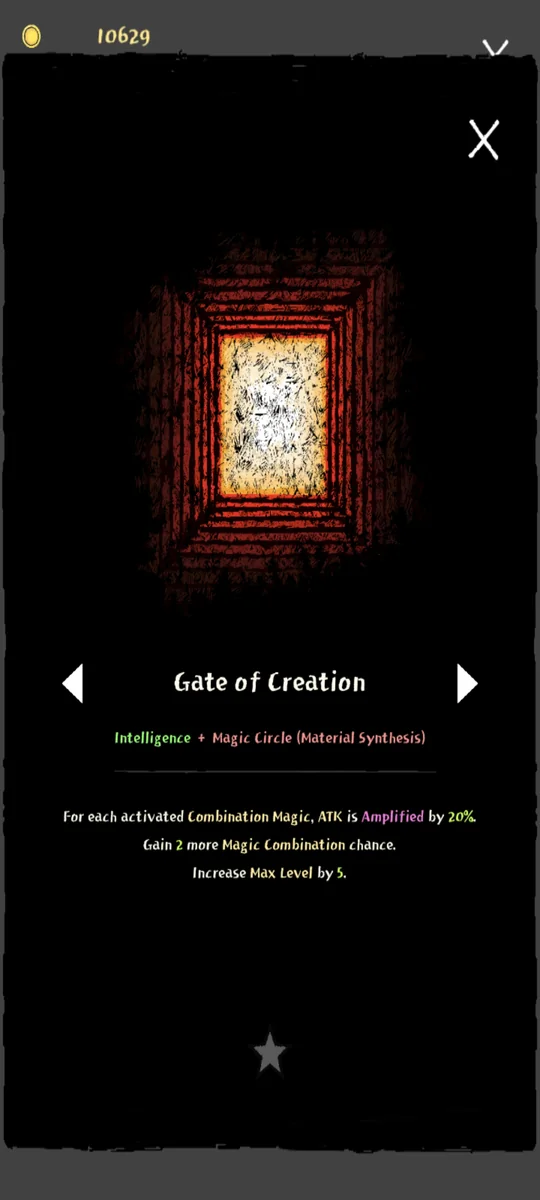 10629
X
Gate of Creation
Intelligence + Magic Circle (Material Synthesis)
For each activated Combination Magic, ATK is Amplified by 20%.
Gain 2 more Magic Combination chance.
Increase Max Level by 5.